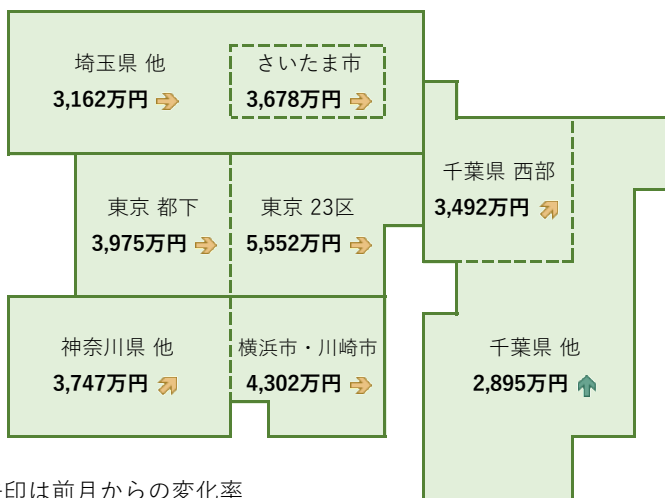 埼玉県 他
3,162万円
さいたま市
3,678万円
千葉県 西部
3,492万円
東京 都下
3,975万円
東京 23区
5,552万円
神奈川県 他
3,747万円
横浜市・川崎市
4,302万円
千葉県 他
2,895万円
印は前月からの変化率